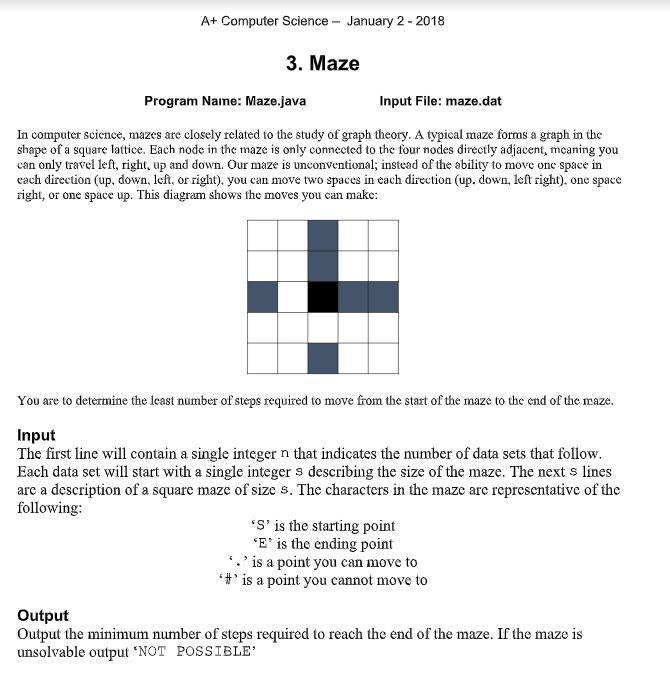 A+ Computer Science – January 2 - 2018
3. Maze
Program Name: Maze.java Input File: maze.dat
In computer science, mazes are closely related to the study of graph theory. A typical maze forms a graph in the
shape of a square lattice. Each node in the maze is only connected to the four nodes directly adjacent, meaning you
can only travel left, right, up and down. Our maze is unconventional; instead of the ability to move one space in
each direction (up, down, left, or right), you can move two spaces in each direction (up, down, left right), one space
right, or one space up. This diagram shows the moves you can make:
You are to determine the least number of steps required to move from the start of the maze to the end of the maze.
Input
The first line will contain a single integer n that indicates the number of data sets that follow.
Each data set will start with a single integer s describing the size of the maze. The next s lines
are a description of a square maze of size s. The characters in the maze are representative of the
following:
‘S’ is the starting point
‘E’ is the ending point
‘.’ is a point you can move to
‘#’ is a point you cannot move to
Output
Output the minimum number of steps required to reach the end of the maze. If the maze is
unsolvable output ‘NOT POSSIBLE’